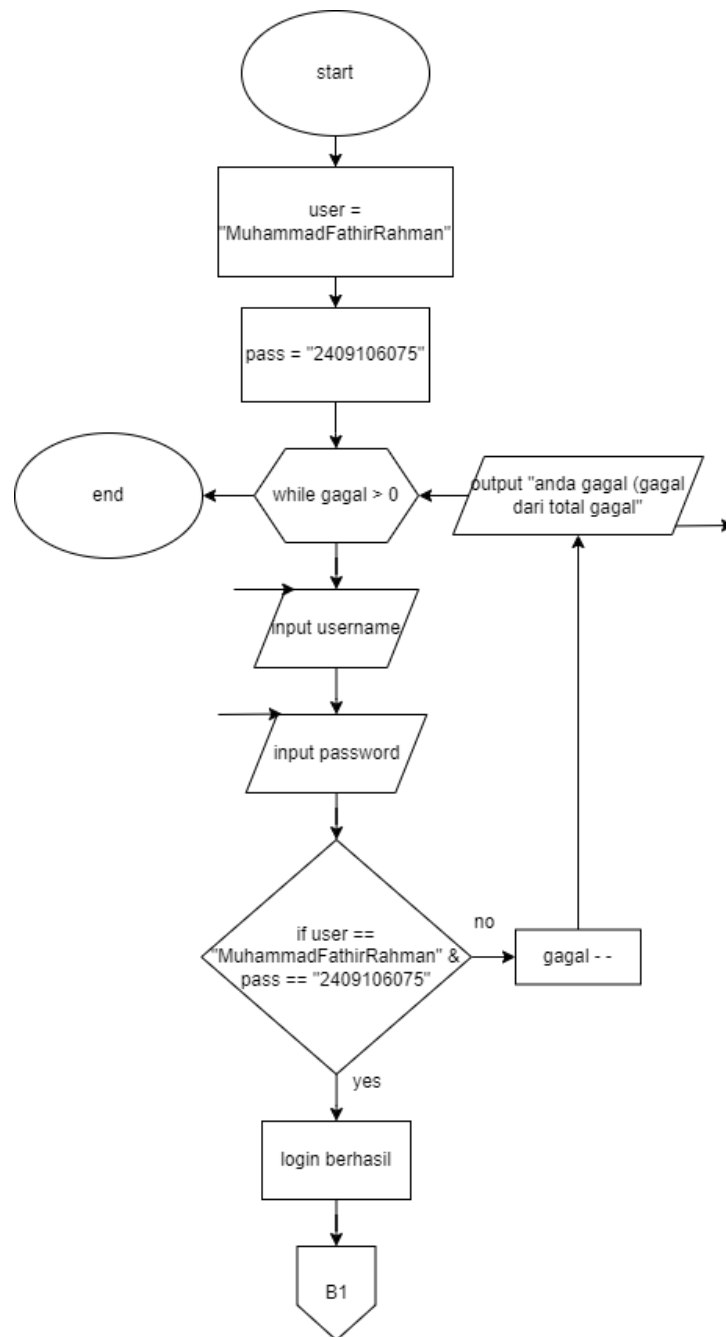 start
user =
"MuhammadFathirRahman"
pass = "2409106075"
end
while gagal > 0
output "anda gagal (gagal
dari total gagal"
input username
input password
if user ==
"MuhammadFathirRahman" &
pass == "2409106075"
no
gagal - -
yes
login berhasil
B1